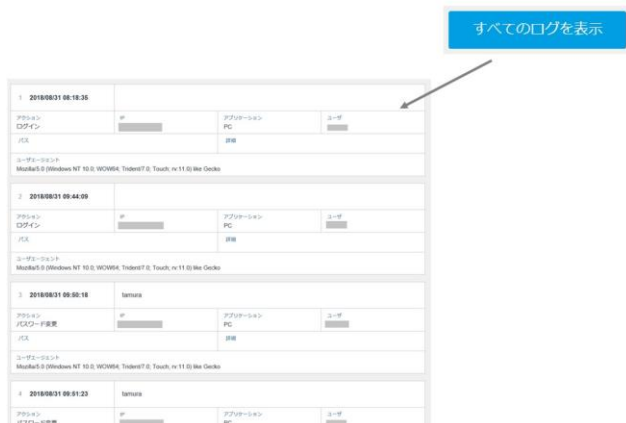 すべてのログを表示
1 2018/08/31 08:18:35
アクション IP アプリケーション ユーザ
ログイン PC
パス 詳細
ユーザエージェント
Mozilla/5.0 (Windows NT 10.0; WOW64; Trident/7.0; Touch; rv:11.0) like Gecko
2 2018/08/31 09:44:09
アクション IP アプリケーション ユーザ
ログイン PC
パス 詳細
ユーザエージェント
Mozilla/5.0 (Windows NT 10.0; WOW64; Trident/7.0; Touch; rv:11.0) like Gecko
3 2018/08/31 09:50:18 tamura
アクション IP アプリケーション ユーザ
パスワード変更 PC
パス 詳細
ユーザエージェント
Mozilla/5.0 (Windows NT 10.0; WOW64; Trident/7.0; Touch; rv:11.0) like Gecko
4 2018/08/31 09:51:23 tamura
アクション IP アプリケーション ユーザ
パスワード変更 PC